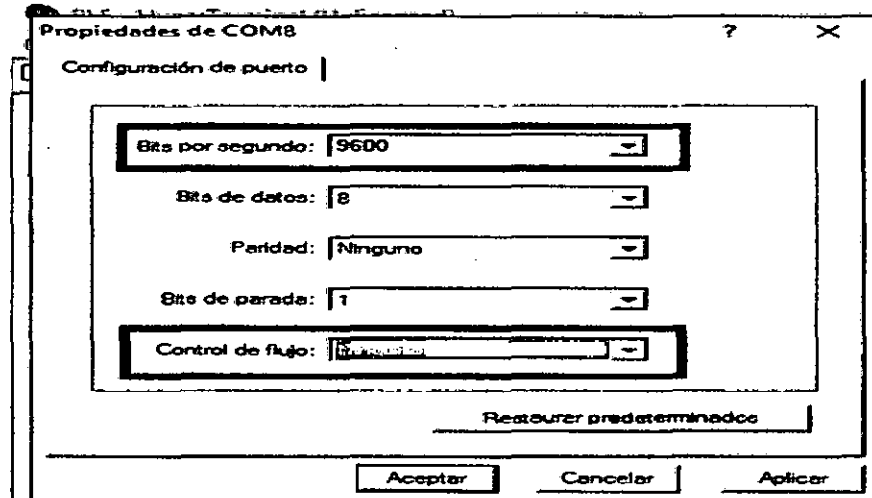 Propiedades de COM8 ? ×
Configuración de puerto
Bits por segundo: 9600
Bits de datos: 8
Paridad: Ninguno
Bits de parada: 1
Control de flujo:
Restaurar predeterminados
Aceptar Cancelar Aplicar